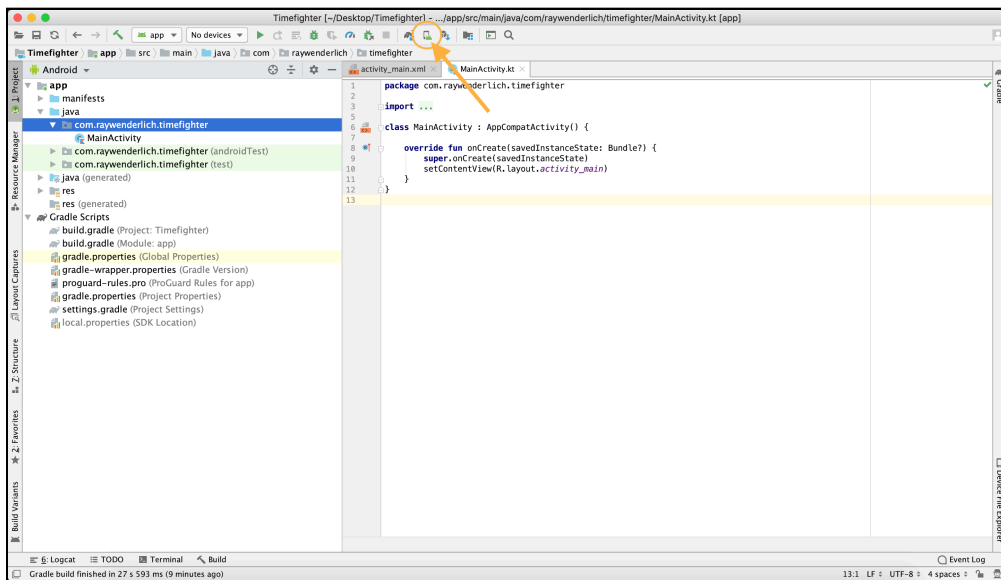 Timefighter [~/Desktop/Timefighter] - .../app/src/main/java/com/raywenderlich/timefighter/MainActivity.kt [app]
app
No devices
Timefighter
app
src
main
java
com
raywenderlich
timefighter
1: Project
Resource Manager
Layout Captures
Z: Structure
2: Favorites
Build Variants
Android
app
manifests
java
com.raywenderlich.timefighter
MainActivity
com.raywenderlich.timefighter (androidTest)
com.raywenderlich.timefighter (test)
java (generated)
res
res (generated)
Gradle Scripts
build.gradle (Project: Timefighter)
build.gradle (Module: app)
gradle.properties (Global Properties)
gradle-wrapper.properties (Gradle Version)
proguard-rules.pro (ProGuard Rules for app)
gradle.properties (Project Properties)
settings.gradle (Project Settings)
local.properties (SDK Location)
activity_main.xml
MainActivity.kt
1 package com.raywenderlich.timefighter
2
3 import ...
5
6 class MainActivity : AppCompatActivity() {
7
8 override fun onCreate(savedInstanceState: Bundle?) {
9 super.onCreate(savedInstanceState)
10 setContentView(R.layout.activity_main)
11 }
12 }
13
Gradle
Device File Explorer
6: Logcat
TODO
Terminal
Build
Event Log
Gradle build finished in 27 s 593 ms (9 minutes ago)
13:1 LF UTF-8 4 spaces